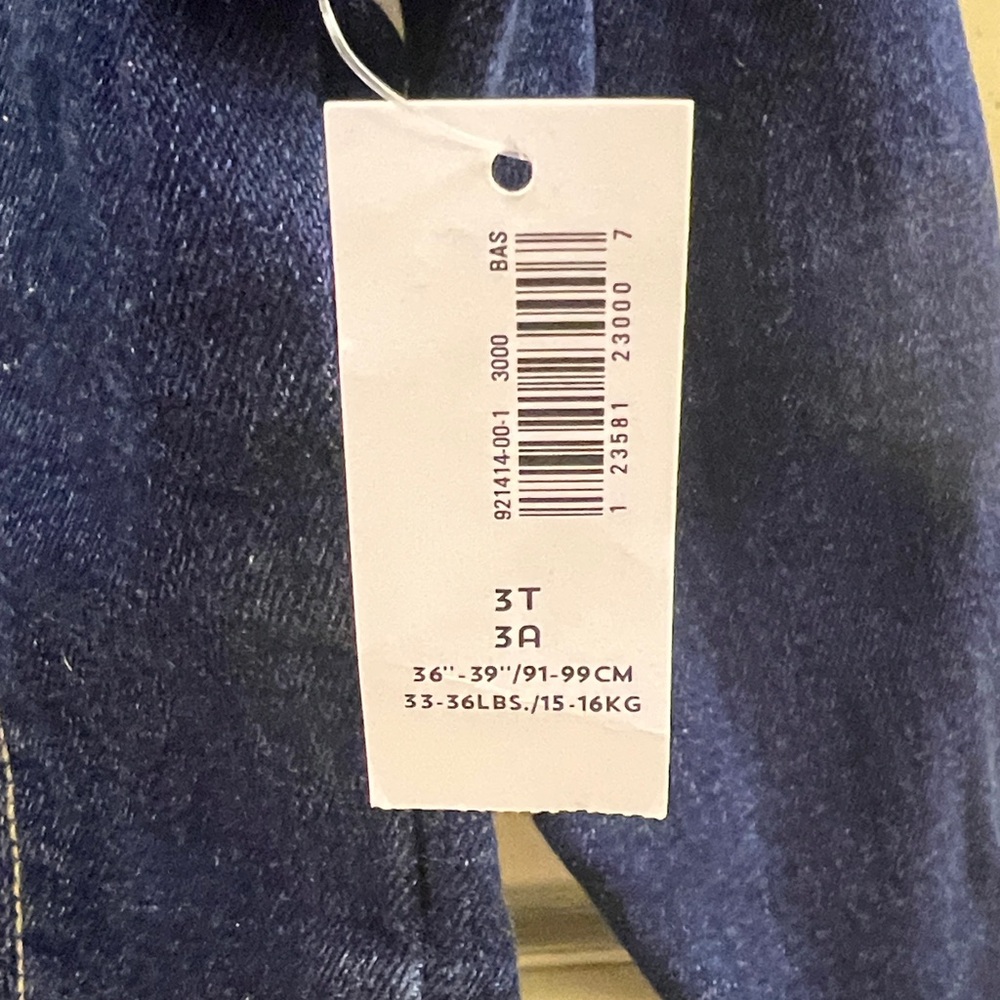 921414-00-1 3000 BAS
1 23581 23000 7
3T
3A
36"-39"/91-99CM
33-36LBS./15-16KG